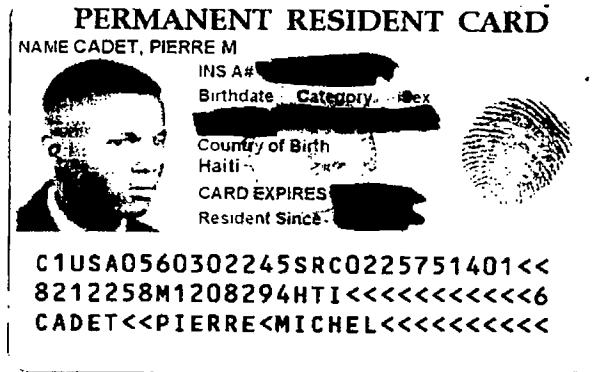 PERMANENT RESIDENT CARD
NAME CADET, PIERRE M
INS A#
Birthdate Category Sex
Country of Birth
Haiti
CARD EXPIRES
Resident Since
C1USA0560302245SRC0225751401<<
8212258M1208294HTI<<<<<<<<<<<6
CADET<<PIERRE<MICHEL<<<<<<<<<<